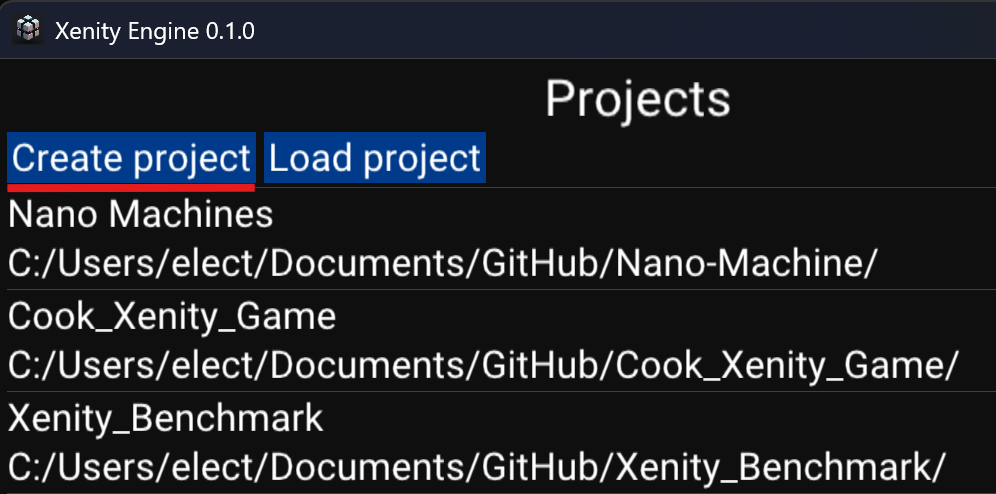 Xenity Engine 0.1.0
Projects
Create project Load project
Nano Machines
C:/Users/elect/Documents/GitHub/Nano-Machine/
Cook_Xenity_Game
C:/Users/elect/Documents/GitHub/Cook_Xenity_Game/
Xenity_Benchmark
C:/Users/elect/Documents/GitHub/Xenity_Benchmark/